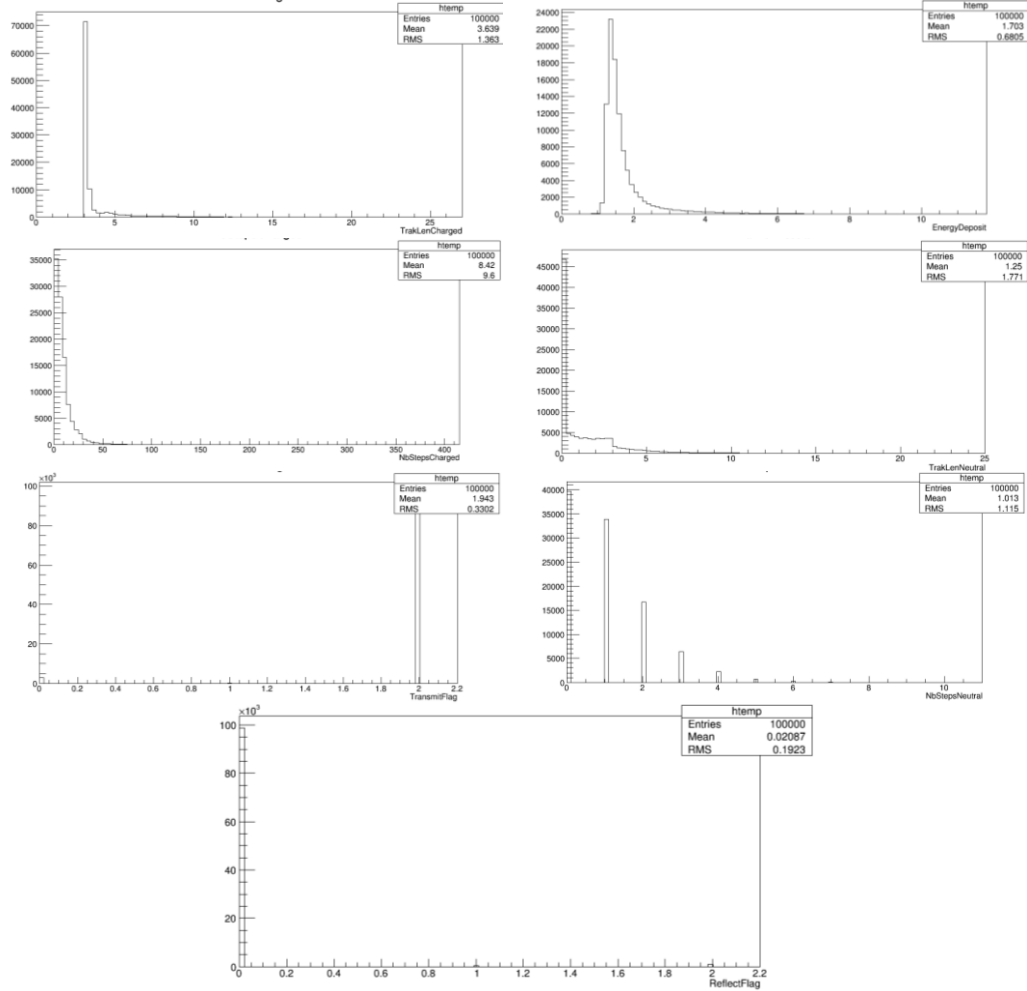 htemp
Entries 100000
Mean 3.639
RMS 1.363
70000
60000
50000
40000
30000
20000
10000
0
0 5 10 15 20 25
TrakLenCharged
htemp
Entries 100000
Mean 1.703
RMS 0.6805
24000
22000
20000
18000
16000
14000
12000
10000
8000
6000
4000
2000
0
0 2 4 6 8 10
EnergyDeposit
htemp
Entries 100000
Mean 8.42
RMS 9.6
35000
30000
25000
20000
15000
10000
5000
0
0 50 100 150 200 250 300 350 400
NbStepsCharged
htemp
Entries 100000
Mean 1.25
RMS 1.771
45000
40000
35000
30000
25000
20000
15000
10000
5000
0
0 5 10 15 20 25
TrakLenNeutral
×10³
htemp
Entries 100000
Mean 1.943
RMS 0.3302
100
80
60
40
20
0
0 0.2 0.4 0.6 0.8 1 1.2 1.4 1.6 1.8 2 2.2
TransmitFlag
htemp
Entries 100000
Mean 1.013
RMS 1.115
40000
35000
30000
25000
20000
15000
10000
5000
0
0 2 4 6 8 10
NbStepsNeutral
×10³
htemp
Entries 100000
Mean 0.02087
RMS 0.1923
100
80
60
40
20
0
0 0.2 0.4 0.6 0.8 1 1.2 1.4 1.6 1.8 2 2.2
ReflectFlag